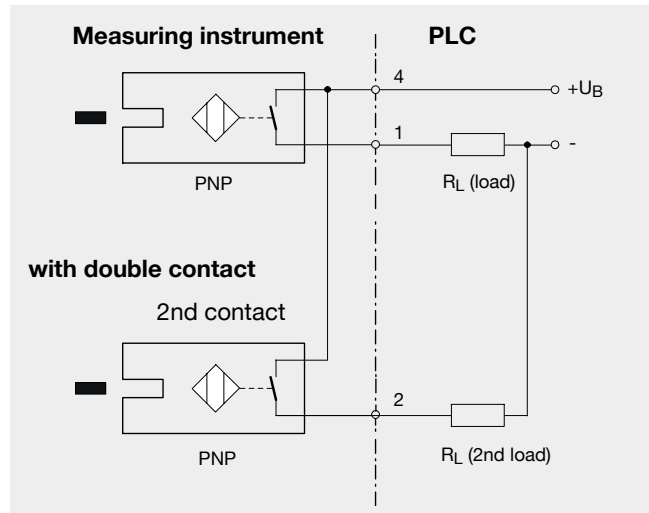 Measuring instrument
PLC
4
+UB
1
-
PNP
RL (load)
with double contact
2nd contact
2
PNP
RL (2nd load)